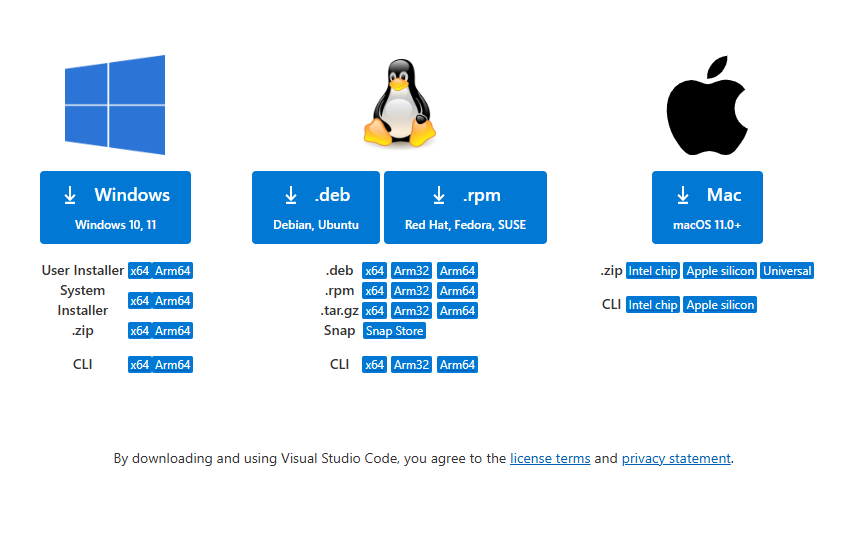 Windows
Windows 10, 11
User Installer x64 Arm64
System
Installer x64 Arm64
.zip x64 Arm64
CLI x64 Arm64
.deb
Debian, Ubuntu
.rpm
Red Hat, Fedora, SUSE
.deb x64 Arm32 Arm64
.rpm x64 Arm32 Arm64
.tar.gz x64 Arm32 Arm64
Snap Snap Store
CLI x64 Arm32 Arm64
Mac
macOS 11.0+
.zip Intel chip Apple silicon Universal
CLI Intel chip Apple silicon
By downloading and using Visual Studio Code, you agree to the license terms and privacy statement.